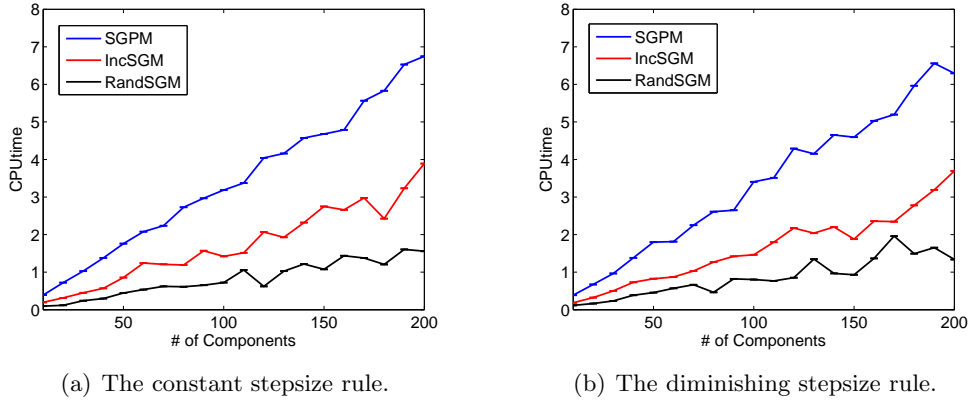 8
7
6
5
4
3
2
1
0
CPUtime
SGPM
IncSGM
RandSGM
50
100
150
200
# of Components
(a) The constant stepsize rule.
8
7
6
5
4
3
2
1
0
CPUtime
SGPM
IncSGM
RandSGM
50
100
150
200
# of Components
(b) The diminishing stepsize rule.